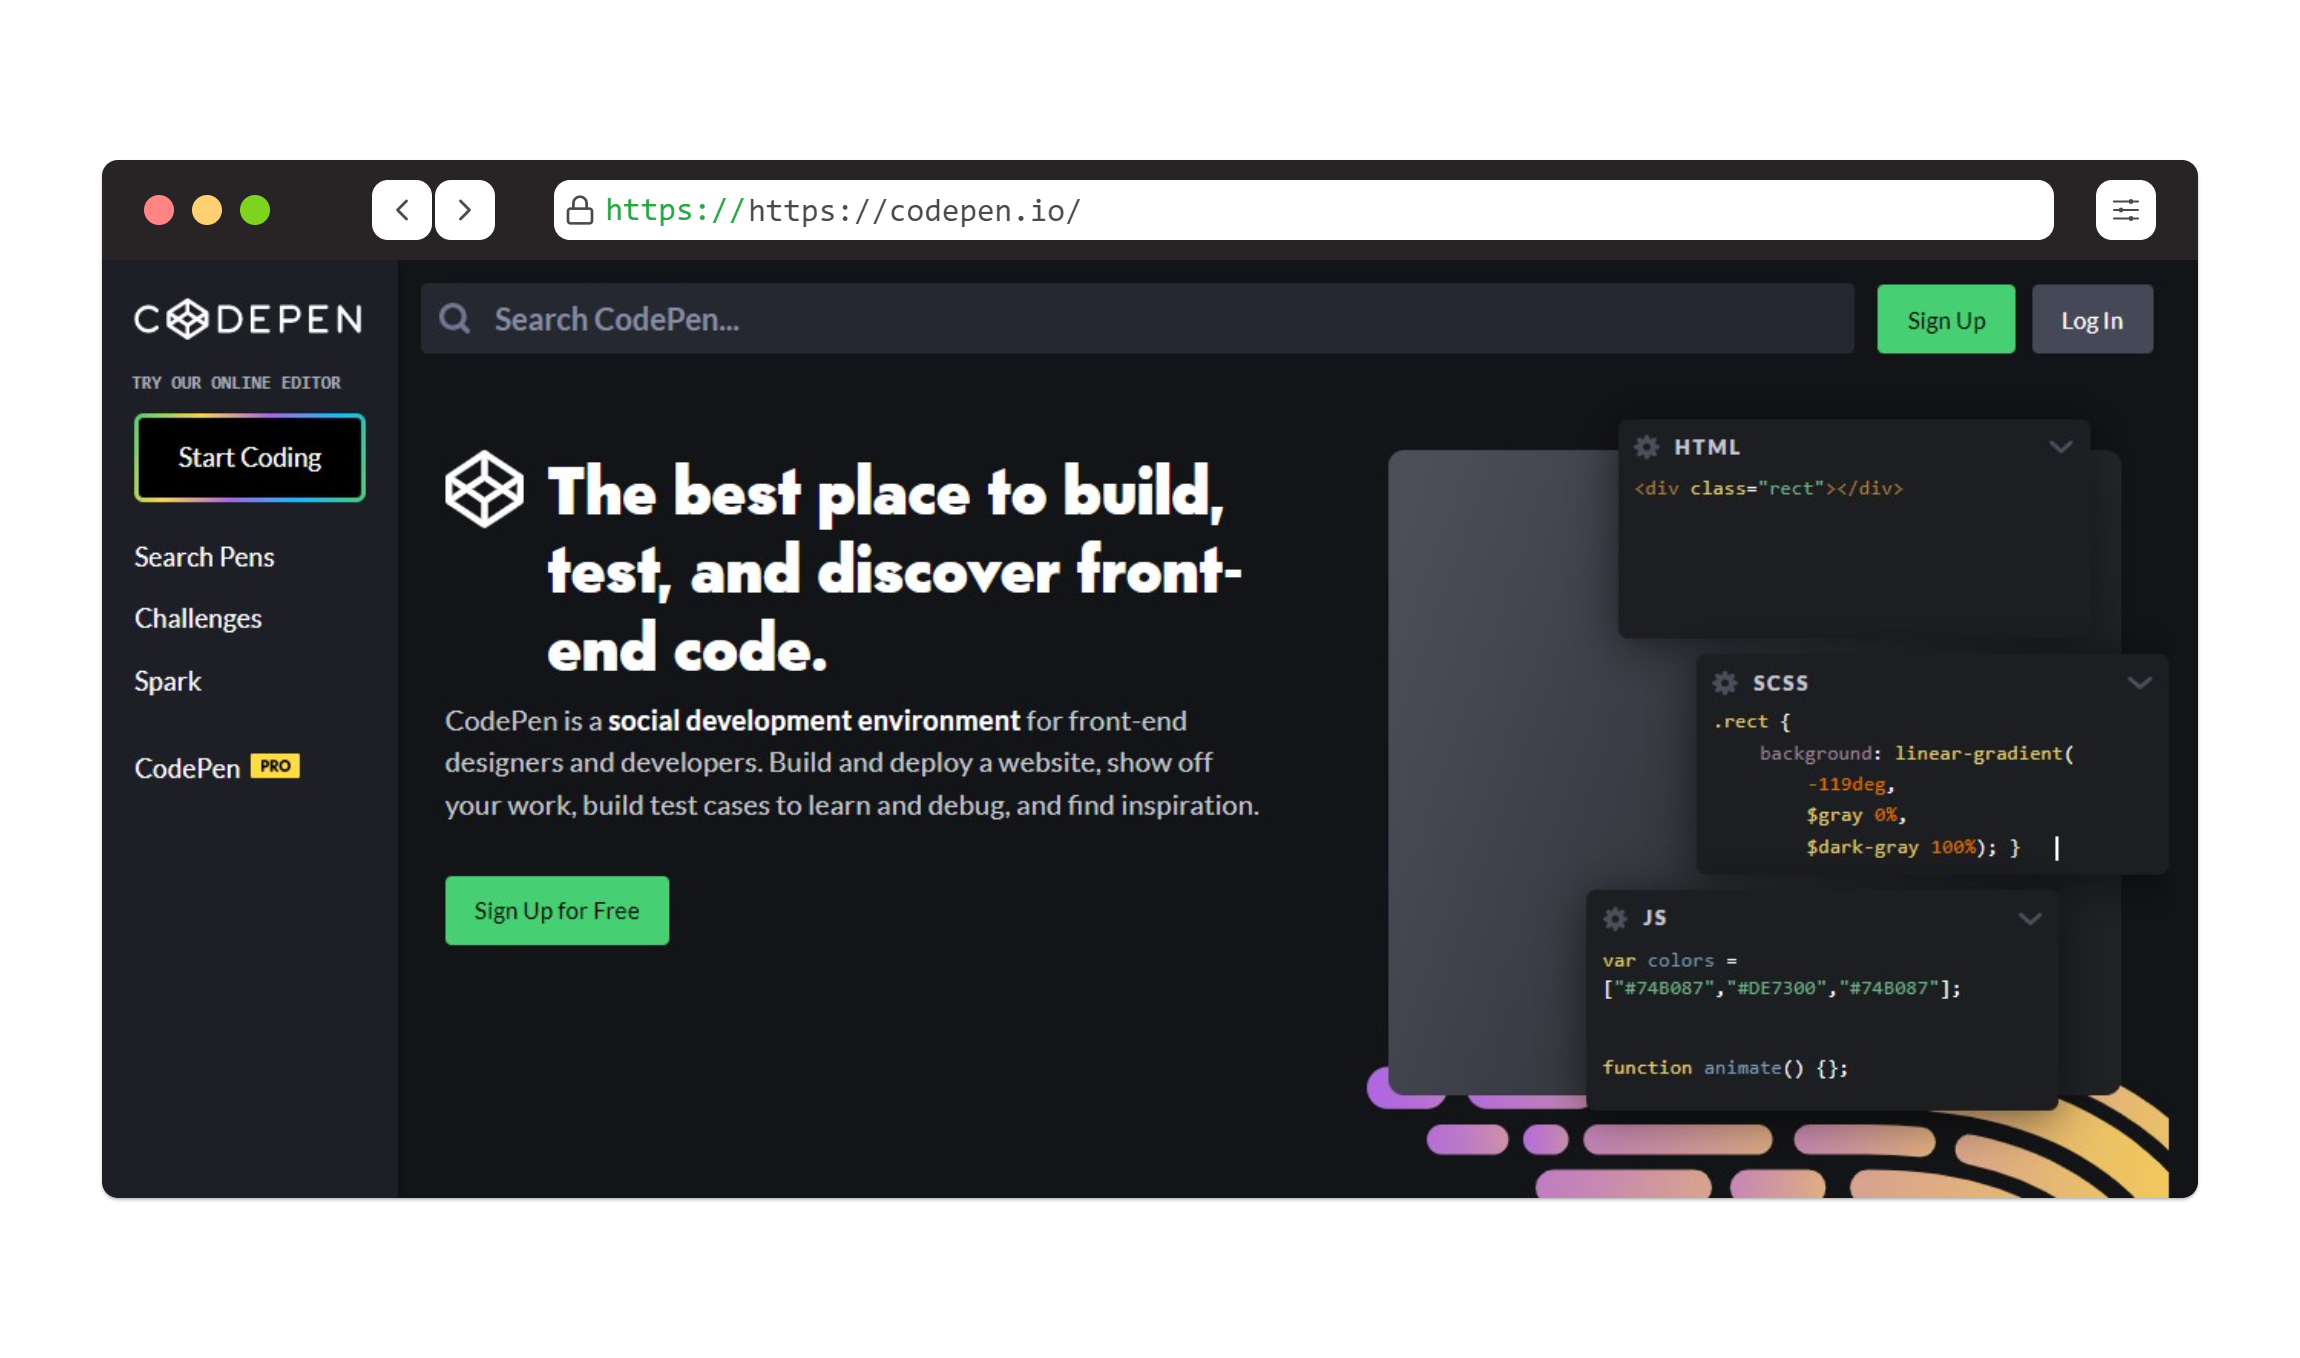 https://https://codepen.io/
CODEPEN
TRY OUR ONLINE EDITOR
Start Coding
Search Pens
Challenges
Spark
CodePen PRO
Search CodePen...
Sign Up
Log In
The best place to build,
test, and discover front-
end code.
CodePen is a social development environment for front-end
designers and developers. Build and deploy a website, show off
your work, build test cases to learn and debug, and find inspiration.
Sign Up for Free
HTML
<div class="rect"></div>
SCSS
.rect {
background: linear-gradient(
-119deg,
$gray 0%,
$dark-gray 100%); }
JS
var colors =
["#74B087","#DE7300","#74B087"];
function animate() {};